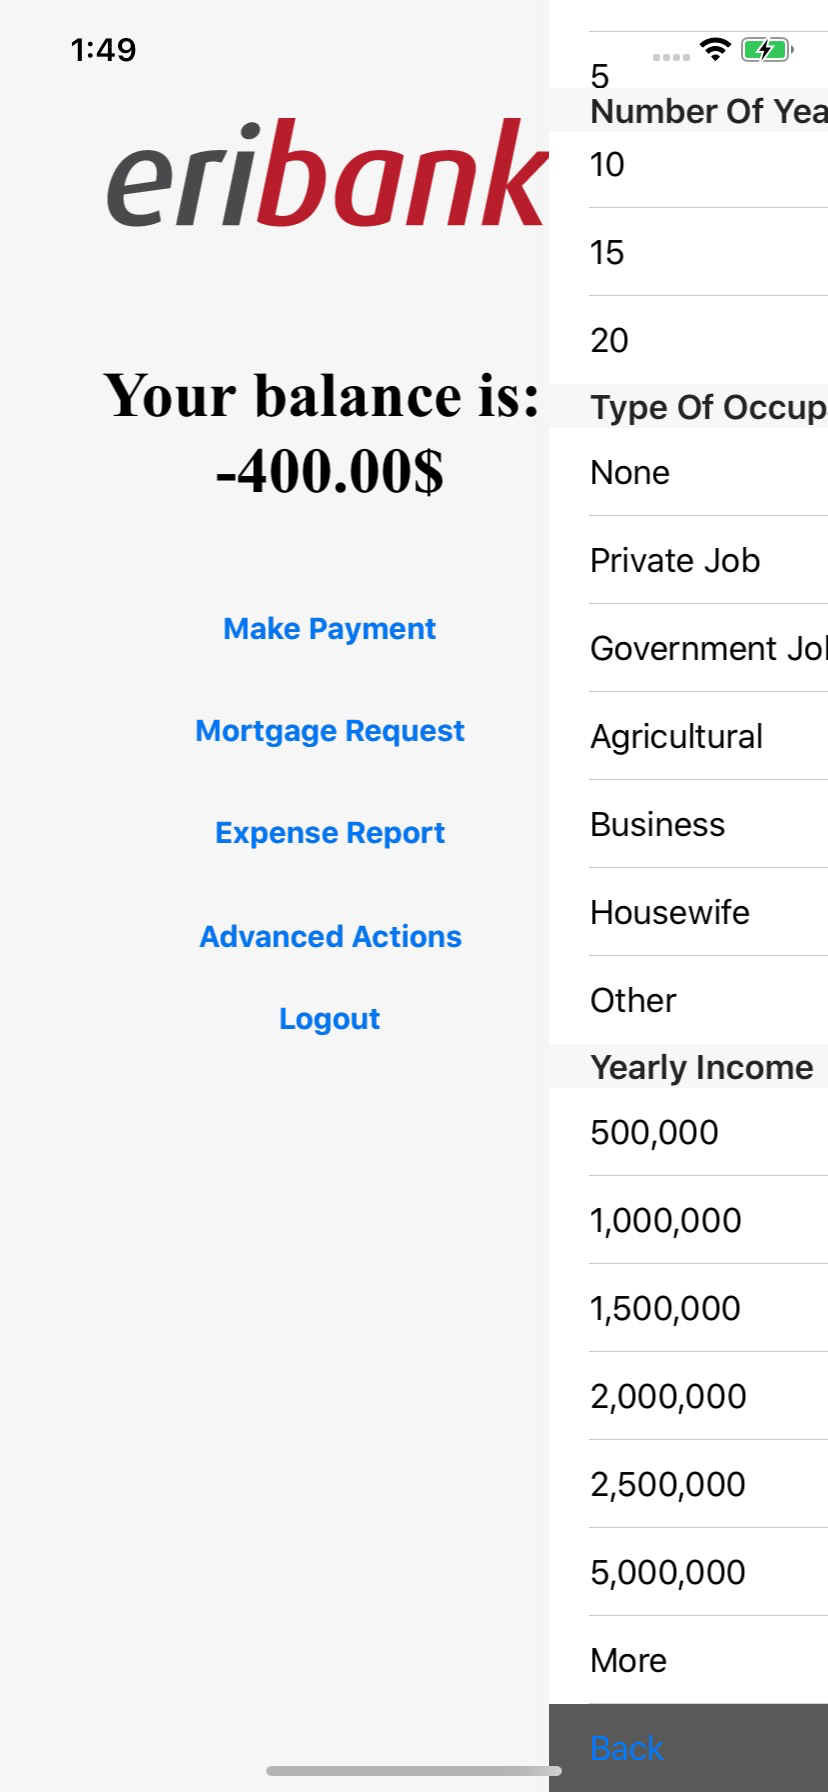 1:49
eribank
Your balance is:
-400.00$
Make Payment
Mortgage Request
Expense Report
Advanced Actions
Logout
5
Number Of Yea
10
15
20
Type Of Occup
None
Private Job
Government Jo
Agricultural
Business
Housewife
Other
Yearly Income
500,000
1,000,000
1,500,000
2,000,000
2,500,000
5,000,000
More
Back